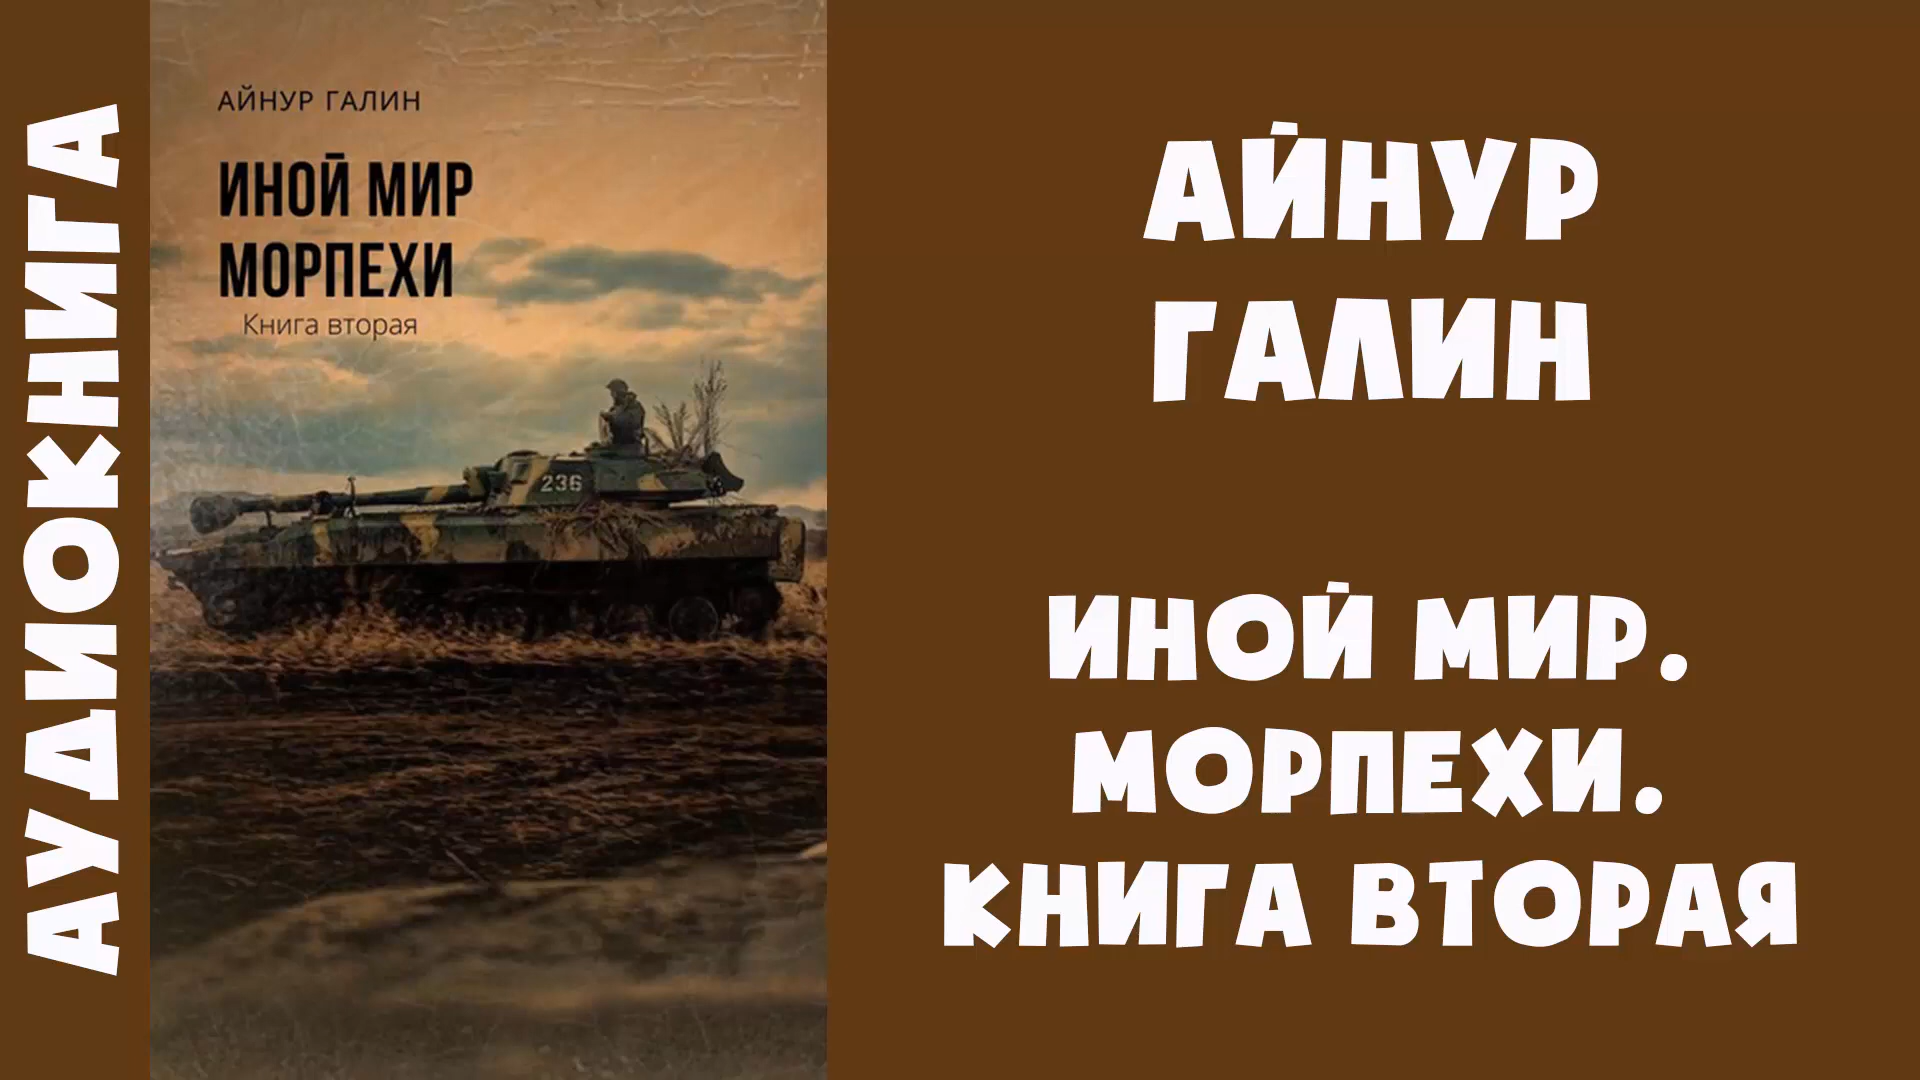 АУДИОКНИГА
АЙНУР ГАЛИН
ИНОЙ МИР
МОРПЕХИ
Книга вторая
236
АЙНУР
ГАЛИН
ИНОЙ МИР.
МОРПЕХИ.
КНИГА ВТОРАЯ